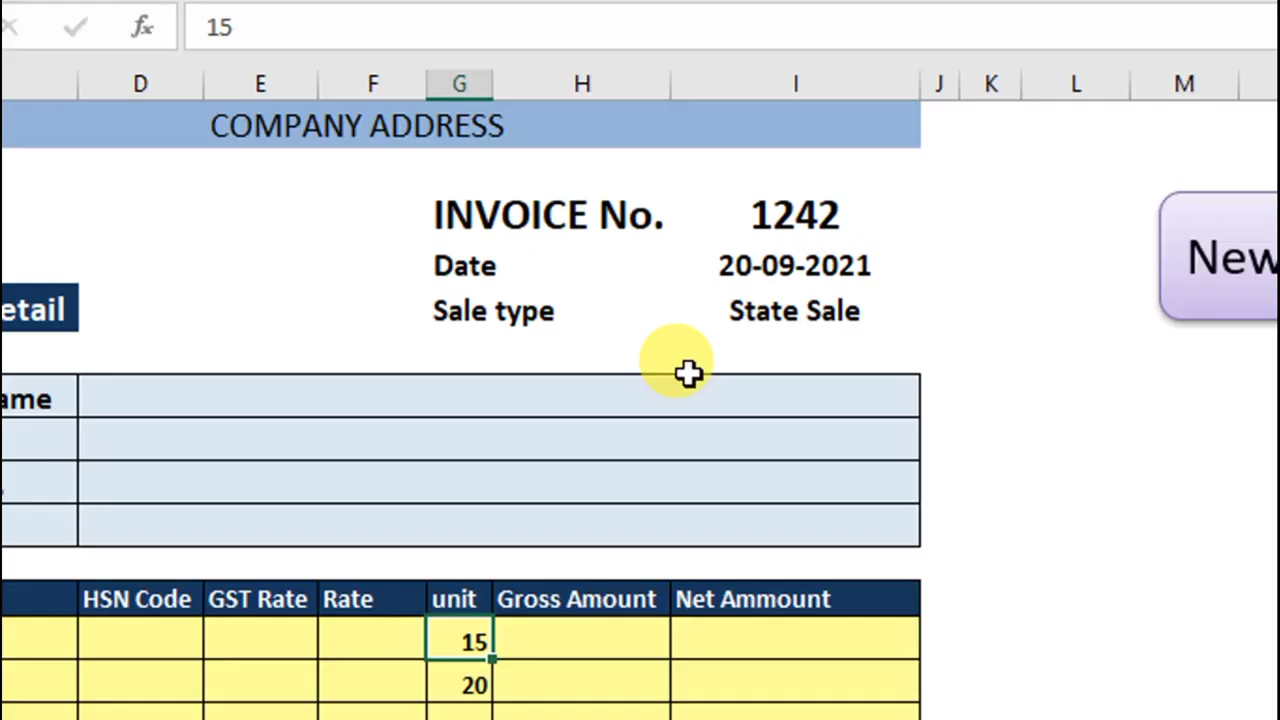 fx 15
D E F G H I J K L M
COMPANY ADDRESS
INVOICE No. 1242
Date 20-09-2021
New
etail
Sale type State Sale
ame
HSN Code GST Rate Rate unit Gross Amount Net Ammount
15
20